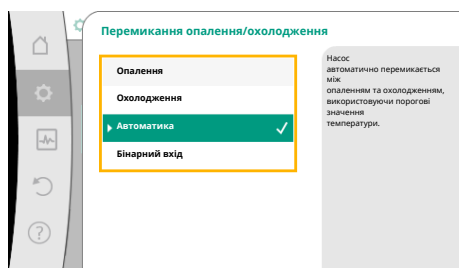 Перемикання опалення/охолодження
Опалення
Охолодження
Автоматика
Бінарний вхід
Насос
автоматично перемикається
між
опаленням та охолодженням,
використовуючи порогові
значення
температури.